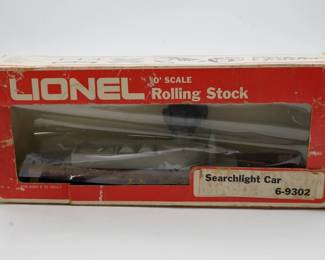 LIONEL
'O' SCALE
Rolling Stock
Searchlight Car
6-9302